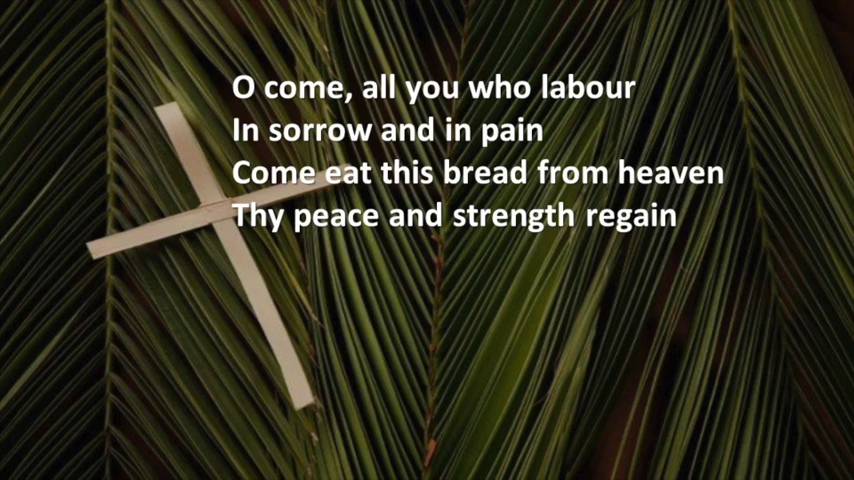 O come, all you who labour
In sorrow and in pain
Come eat this bread from heaven
Thy peace and strength regain